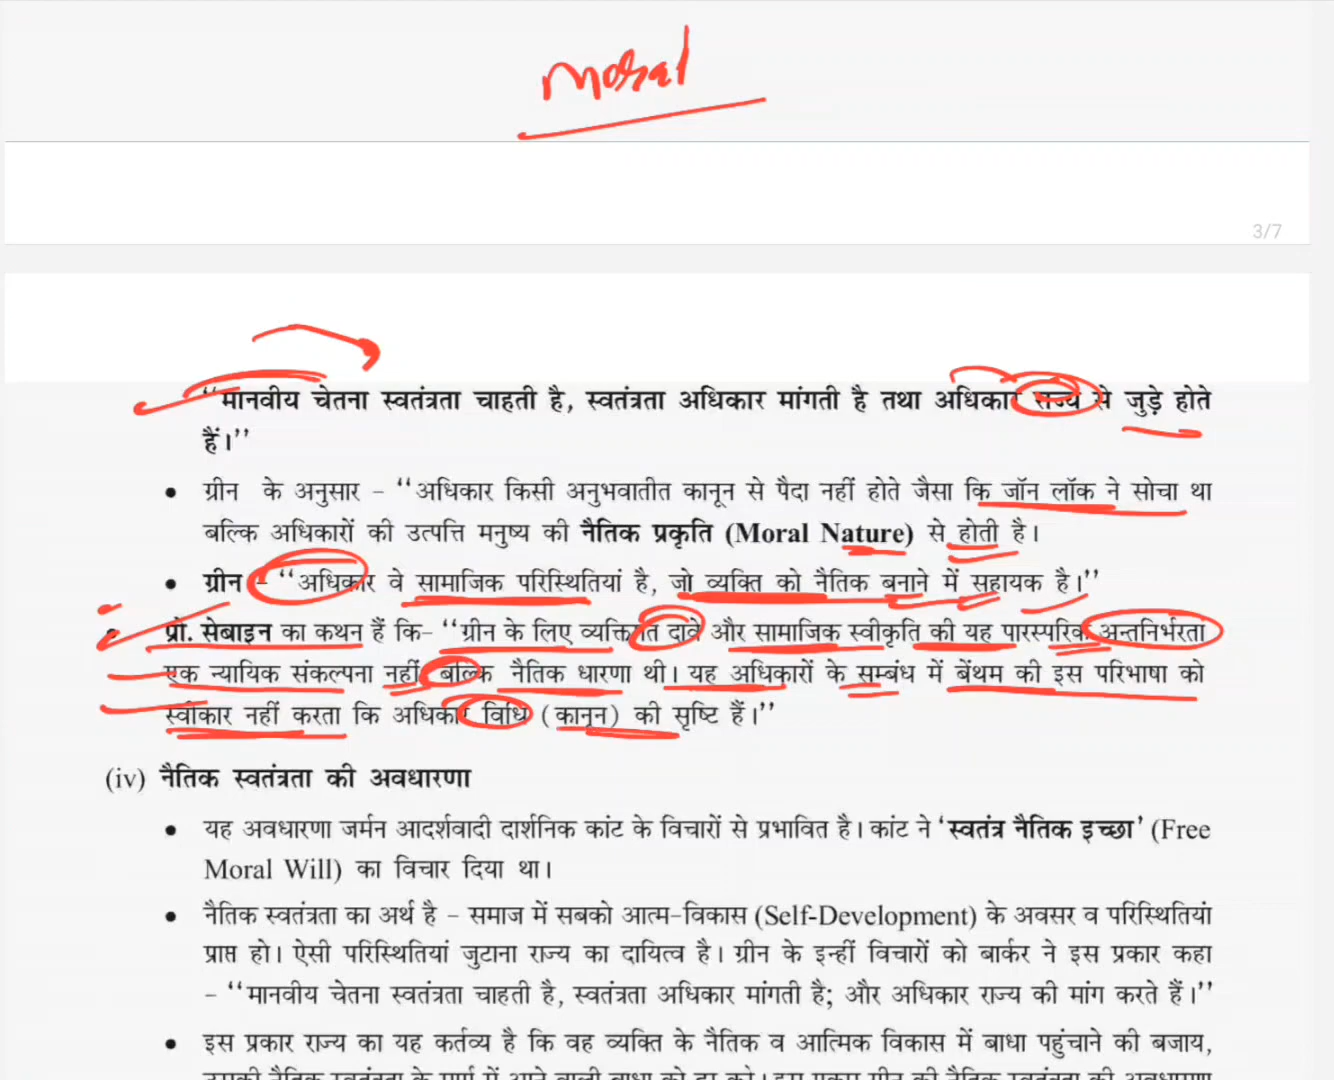 Moral
3/7
“मानवीय चेतना स्वतंत्रता चाहती है, स्वतंत्रता अधिकार मांगती है तथा अधिकार राज्य से जुड़े होते
हैं।”
• ग्रीन के अनुसार – “अधिकार किसी अनुभवातीत कानून से पैदा नहीं होते जैसा कि जॉन लॉक ने सोचा था
बल्कि अधिकारों की उत्पत्ति मनुष्य की नैतिक प्रकृति (Moral Nature) से होती है।
• ग्रीन – “अधिकार वे सामाजिक परिस्थितियां है, जो व्यक्ति को नैतिक बनाने में सहायक है।”
• प्रो. सेबाइन का कथन हैं कि– “ग्रीन के लिए व्यक्तिगत दावे और सामाजिक स्वीकृति की यह पारस्परिक अन्तनिर्भरता
एक न्यायिक संकल्पना नहीं बल्कि नैतिक धारणा थी। यह अधिकारों के सम्बंध में बेंथम की इस परिभाषा को
स्वीकार नहीं करता कि अधिकार विधि (कानून) की सृष्टि हैं।”
(iv) नैतिक स्वतंत्रता की अवधारणा
• यह अवधारणा जर्मन आदर्शवादी दार्शनिक कांट के विचारों से प्रभावित है। कांट ने ‘स्वतंत्र नैतिक इच्छा’ (Free
Moral Will) का विचार दिया था।
• नैतिक स्वतंत्रता का अर्थ है – समाज में सबको आत्म-विकास (Self-Development) के अवसर व परिस्थितियां
प्राप्त हो। ऐसी परिस्थितियां जुटाना राज्य का दायित्व है। ग्रीन के इन्हीं विचारों को बार्कर ने इस प्रकार कहा
– “मानवीय चेतना स्वतंत्रता चाहती है, स्वतंत्रता अधिकार मांगती है; और अधिकार राज्य की मांग करते हैं।”
• इस प्रकार राज्य का यह कर्तव्य है कि वह व्यक्ति के नैतिक व आत्मिक विकास में बाधा पहुंचाने की बजाय,